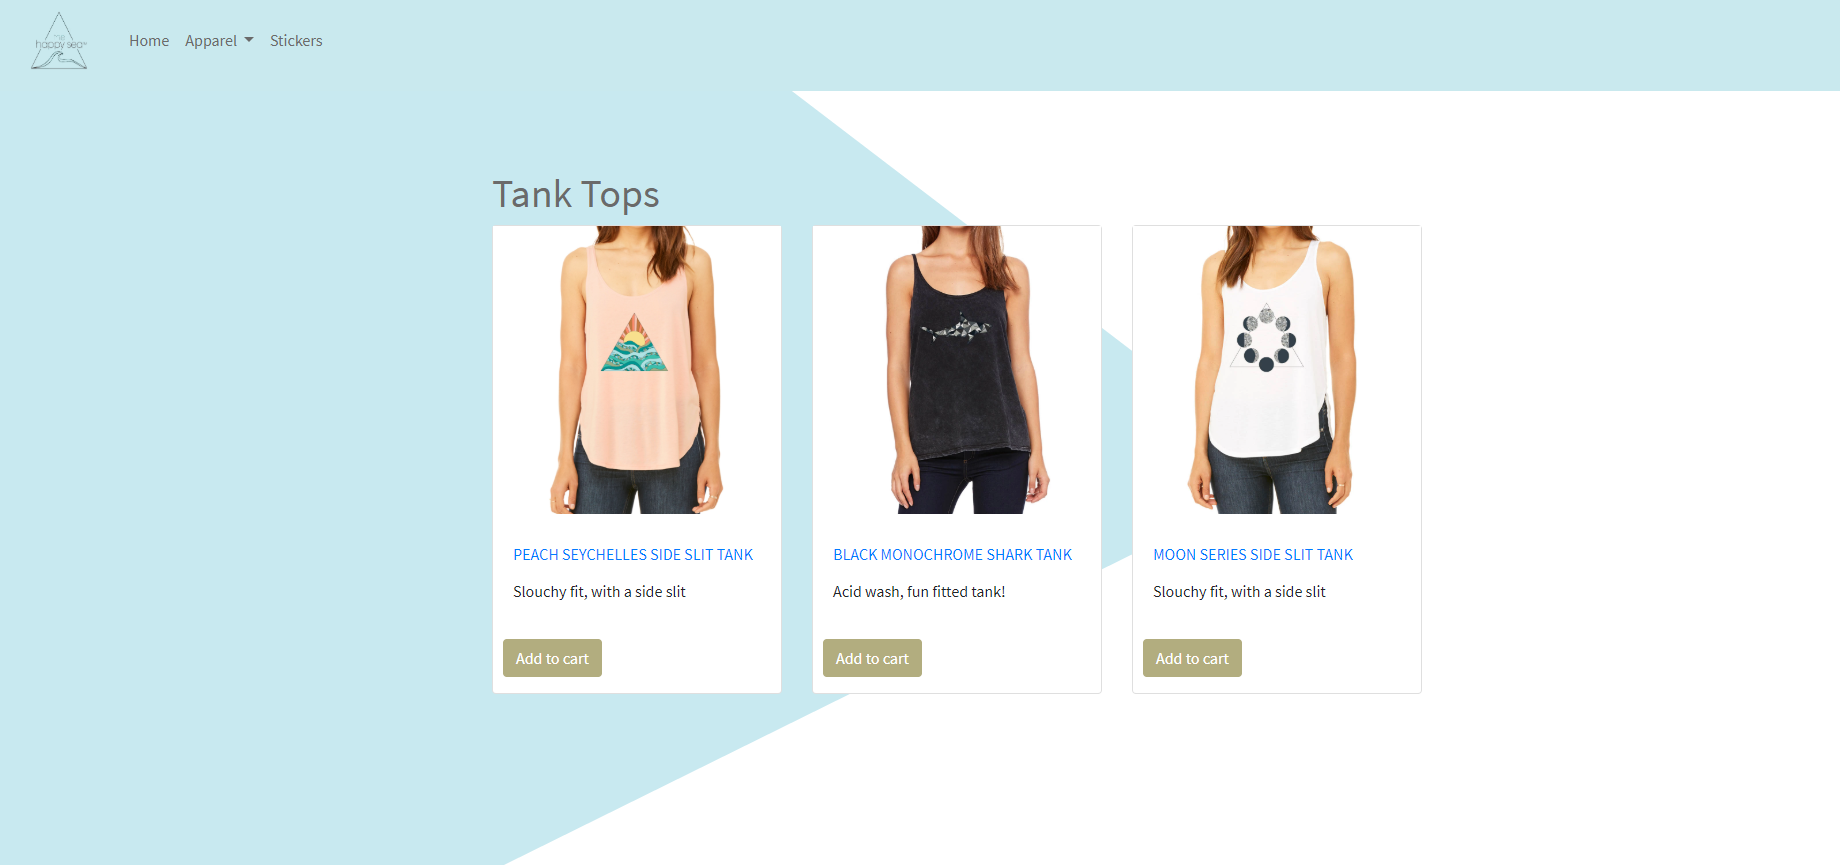 the
happy sea
Home Apparel Stickers
Tank Tops
PEACH SEYCHELLES SIDE SLIT TANK
Slouchy fit, with a side slit
Add to cart
BLACK MONOCHROME SHARK TANK
Acid wash, fun fitted tank!
Add to cart
MOON SERIES SIDE SLIT TANK
Slouchy fit, with a side slit
Add to cart